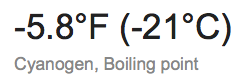 -5.8°F (-21°C)
Cyanogen, Boiling point